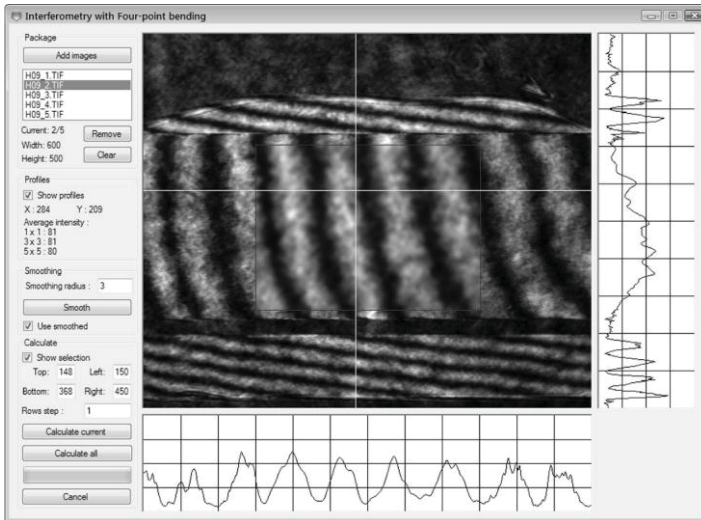 Interferometry with Four-point bending
Package
Add images
H09_1.TIF
H09_2.TIF
H09_3.TIF
H09_4.TIF
H09_5.TIF
Current: 2/5
Remove
Width: 600
Height: 500
Clear
Profiles
Show profiles
X : 284 Y : 209
Average intensity :
1 x 1 : 81
3 x 3 : 81
5 x 5 : 80
Smoothing
Smoothing radius : 3
Smooth
Use smoothed
Calculate
Show selection
Top: 148 Left: 150
Bottom: 368 Right: 450
Rows step : 1
Calculate current
Calculate all
Cancel